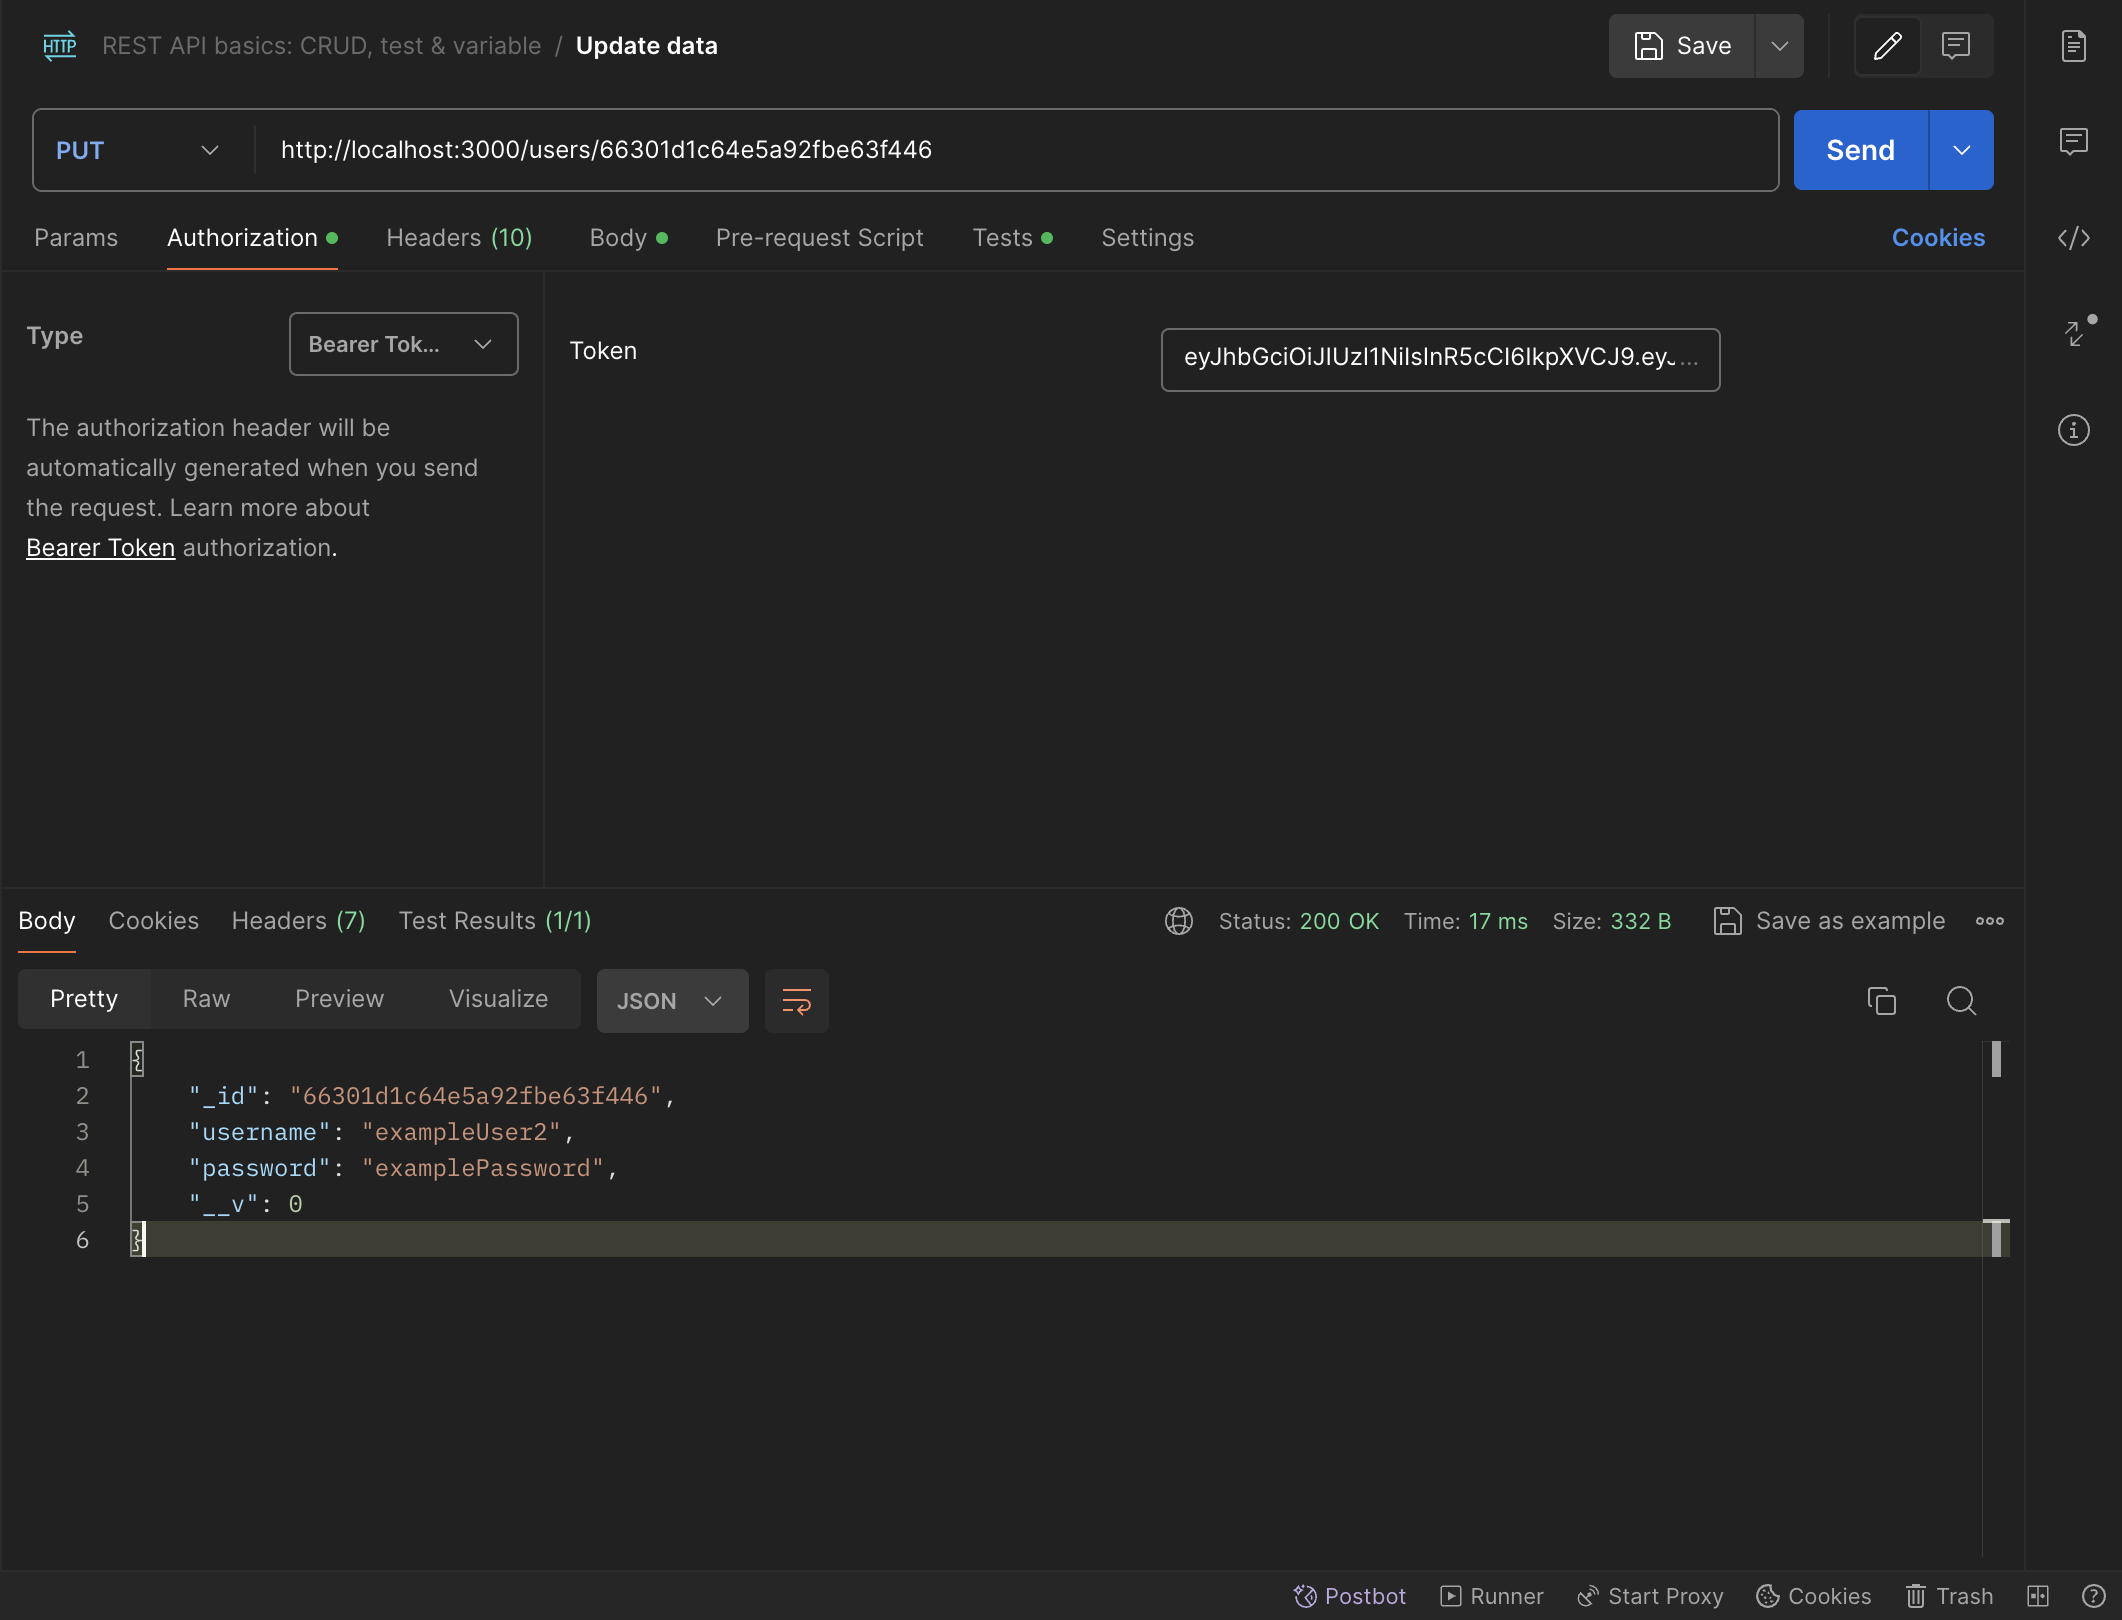 HTTP REST API basics: CRUD, test & variable / Update data Save
PUT http://localhost:3000/users/66301d1c64e5a92fbe63f446 Send
Params Authorization Headers (10) Body Pre-request Script Tests Settings Cookies
Type Bearer Tok...
Token eyJhbGciOiJIUzI1NiIsInR5cCI6IkpXVCJ9.eyJ...
The authorization header will be
automatically generated when you send
the request. Learn more about
Bearer Token authorization.
Body Cookies Headers (7) Test Results (1/1) Status: 200 OK Time: 17 ms Size: 332 B Save as example
Pretty Raw Preview Visualize JSON
1 {
2 "_id": "66301d1c64e5a92fbe63f446",
3 "username": "exampleUser2",
4 "password": "examplePassword",
5 "__v": 0
6 }
Postbot Runner Start Proxy Cookies Trash